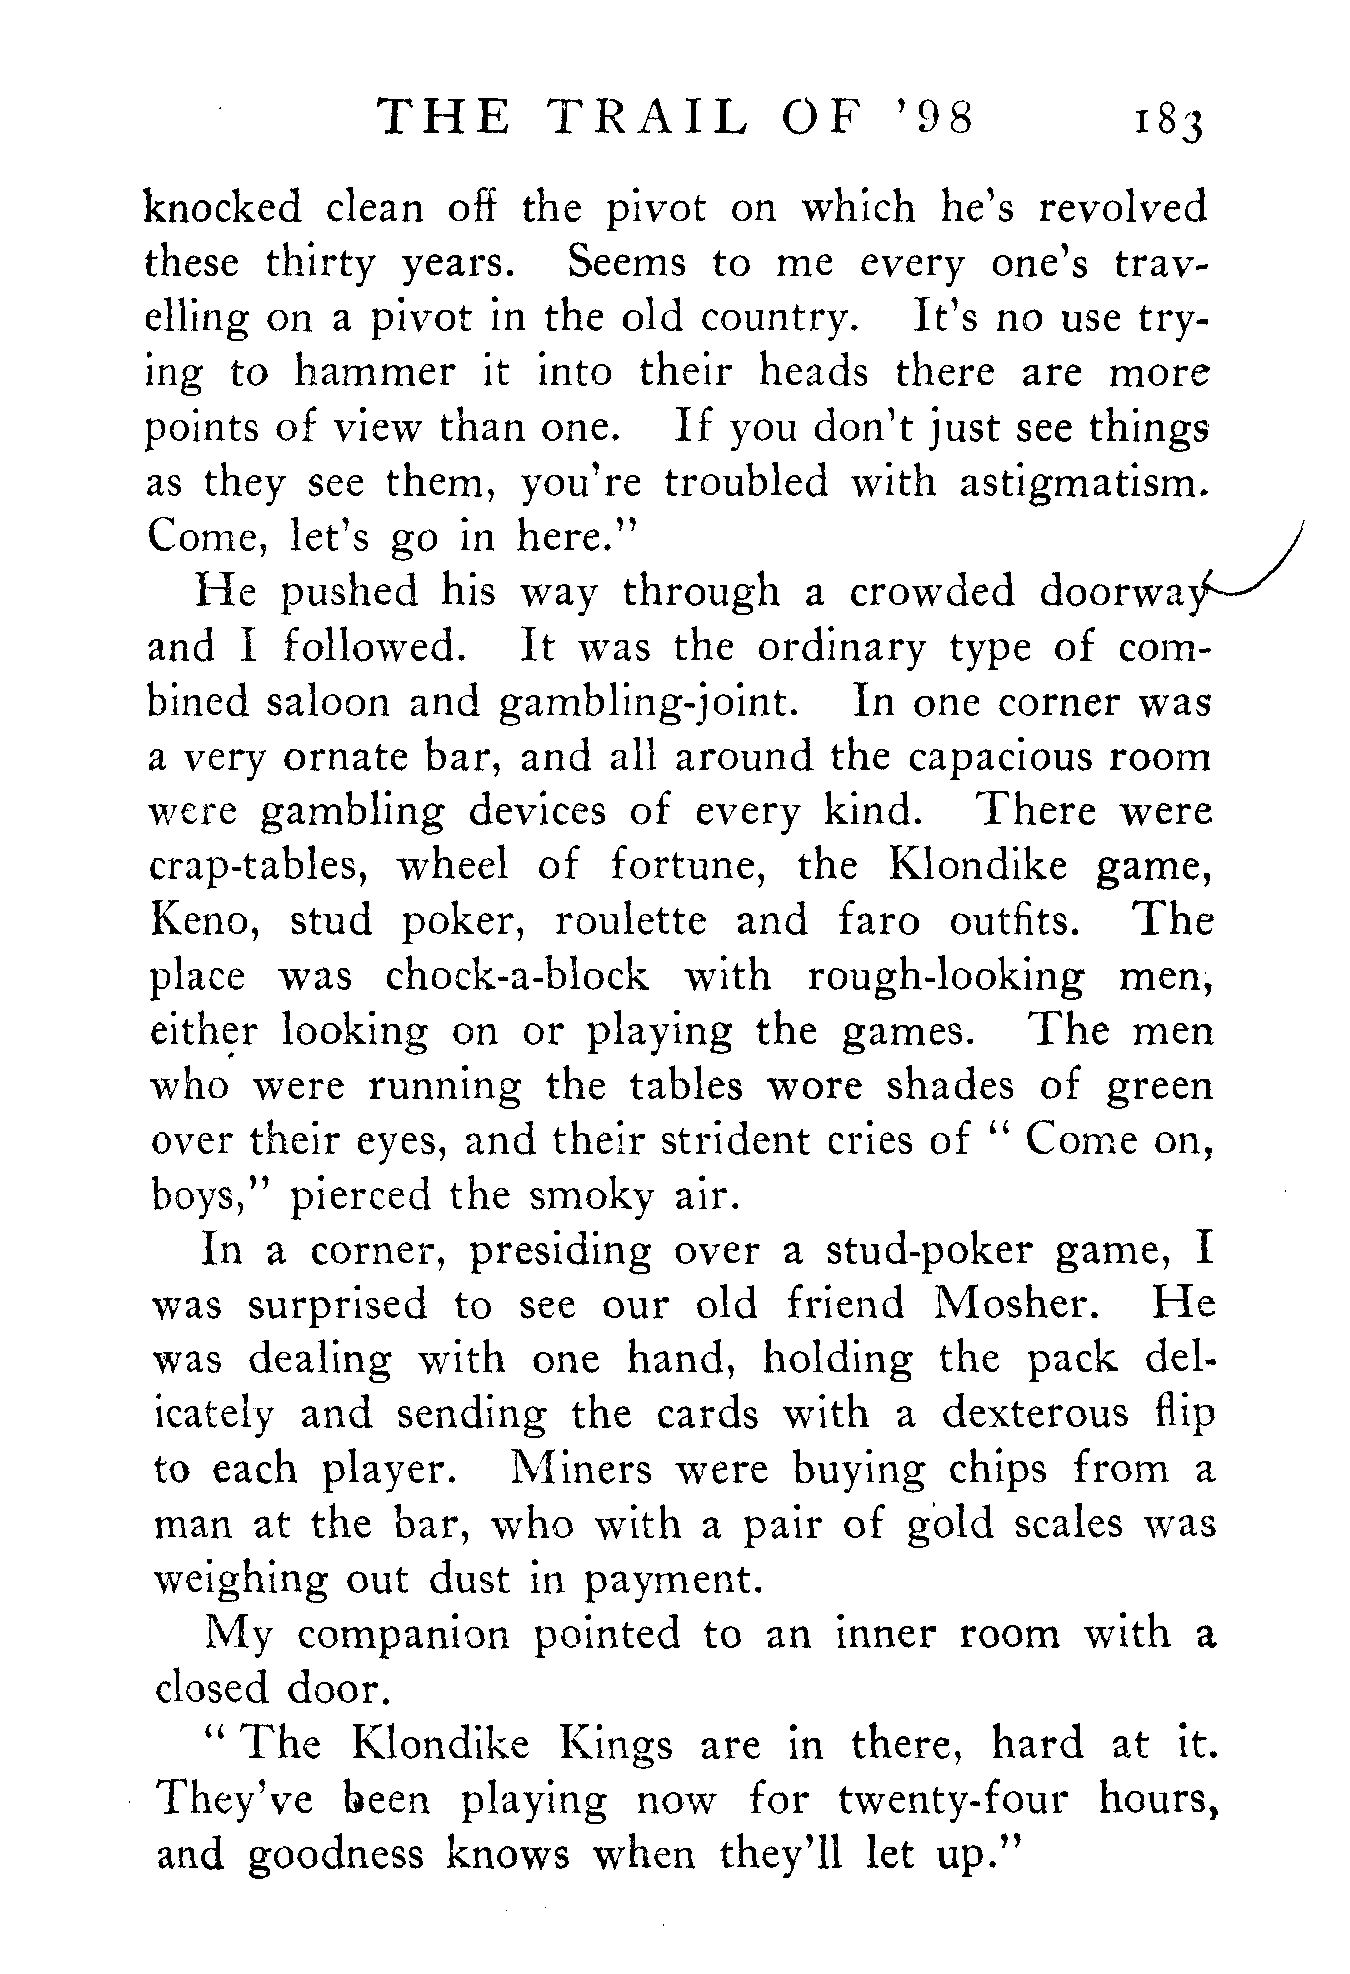 THE TRAIL OF '98 183
knocked clean off the pivot on which he's revolved
these thirty years. Seems to me every one's trav-
elling on a pivot in the old country. It's no use try-
ing to hammer it into their heads there are more
points of view than one. If you don't just see things
as they see them, you're troubled with astigmatism.
Come, let's go in here."
He pushed his way through a crowded doorway
and I followed. It was the ordinary type of com-
bined saloon and gambling-joint. In one corner was
a very ornate bar, and all around the capacious room
were gambling devices of every kind. There were
crap-tables, wheel of fortune, the Klondike game,
Keno, stud poker, roulette and faro outfits. The
place was chock-a-block with rough-looking men,
either looking on or playing the games. The men
who were running the tables wore shades of green
over their eyes, and their strident cries of " Come on,
boys," pierced the smoky air.
In a corner, presiding over a stud-poker game, I
was surprised to see our old friend Mosher. He
was dealing with one hand, holding the pack del-
icately and sending the cards with a dexterous flip
to each player. Miners were buying chips from a
man at the bar, who with a pair of gold scales was
weighing out dust in payment.
My companion pointed to an inner room with a
closed door.
" The Klondike Kings are in there, hard at it.
They've been playing now for twenty-four hours,
and goodness knows when they'll let up."